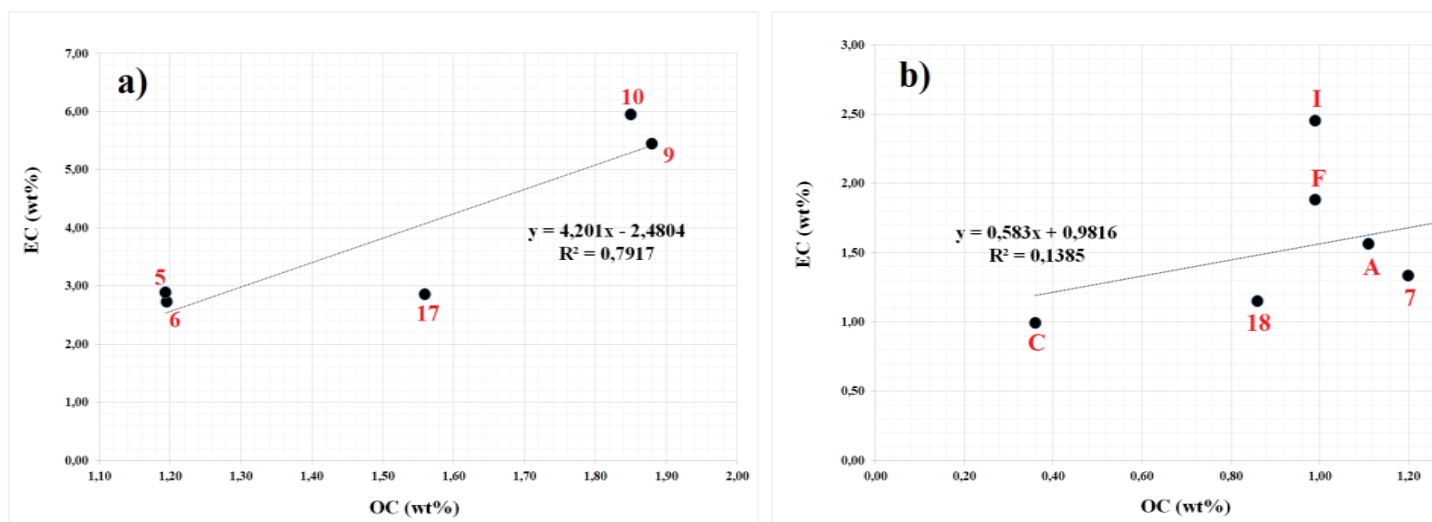 a)
7,00
6,00
5,00
4,00
3,00
2,00
1,00
0,00
EC (wt%)
10
9
5
6
17
y = 4,201x - 2,4804
R² = 0,7917
1,10 1,20 1,30 1,40 1,50 1,60 1,70 1,80 1,90 2,00
OC (wt%)
b)
3,00
2,50
2,00
1,50
1,00
0,50
0,00
EC (wt%)
I
F
y = 0,583x + 0,9816
R² = 0,1385
A
7
18
C
0,00 0,20 0,40 0,60 0,80 1,00 1,20
OC (wt%)